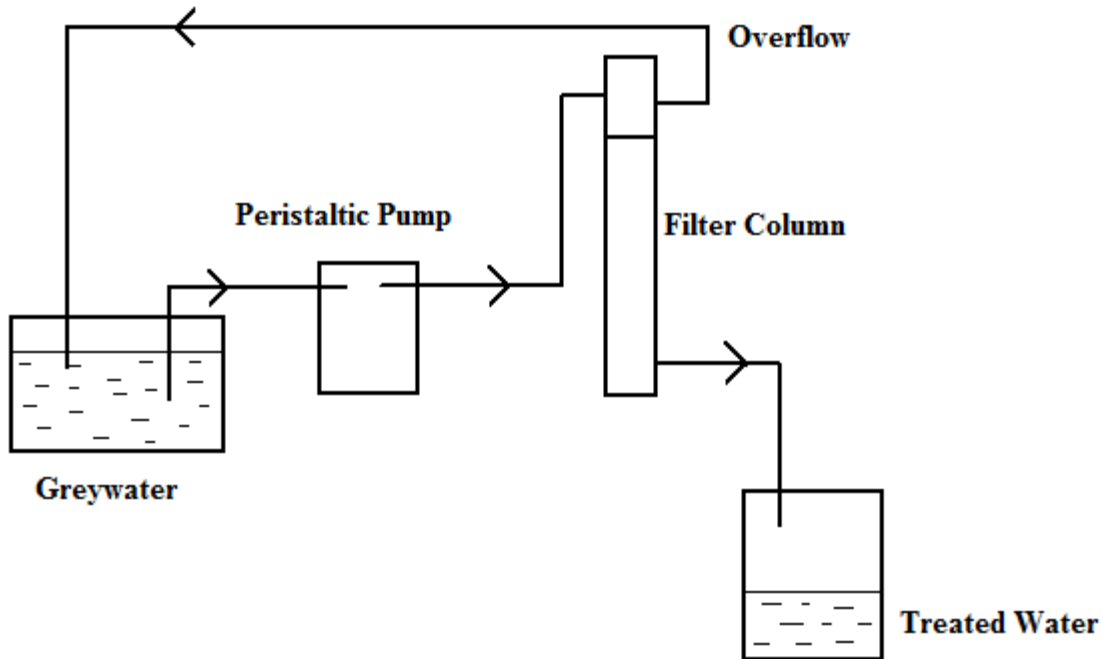 Overflow
Peristaltic Pump
Filter Column
Greywater
Treated Water